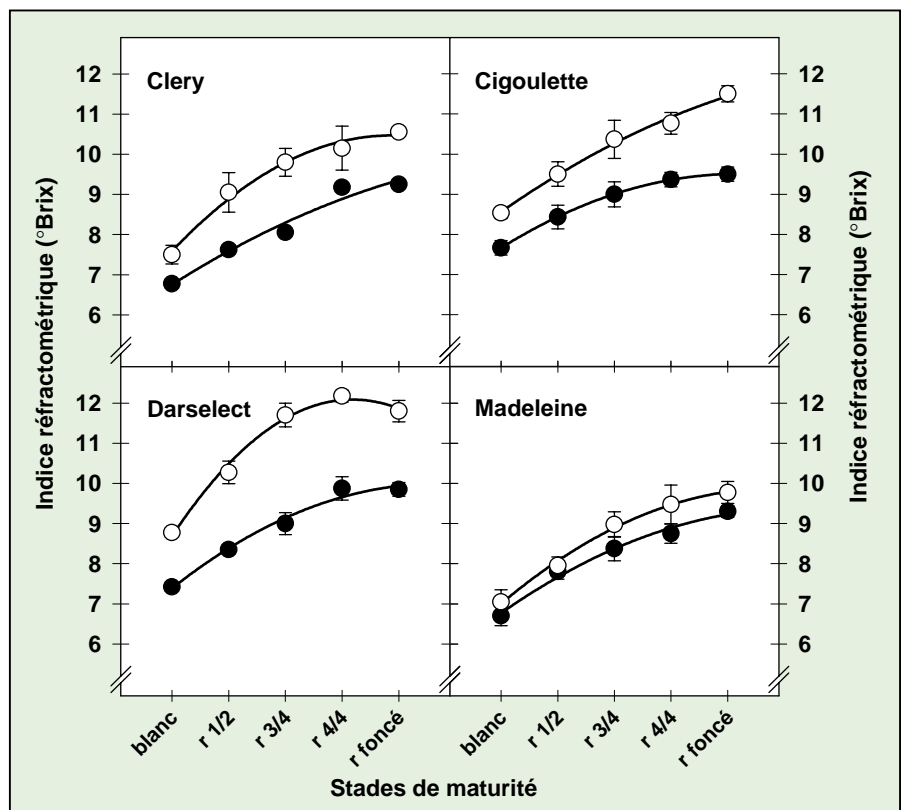 Clery
Cigoulette
Darselect
Madeleine
12
11
10
9
8
7
6
12
11
10
9
8
7
6
12
11
10
9
8
7
6
12
11
10
9
8
7
6
Indice réfractométrique (°Brix)
Indice réfractométrique (°Brix)
blanc
r 1/2
r 3/4
r 4/4
r foncé
blanc
r 1/2
r 3/4
r 4/4
r foncé
Stades de maturité